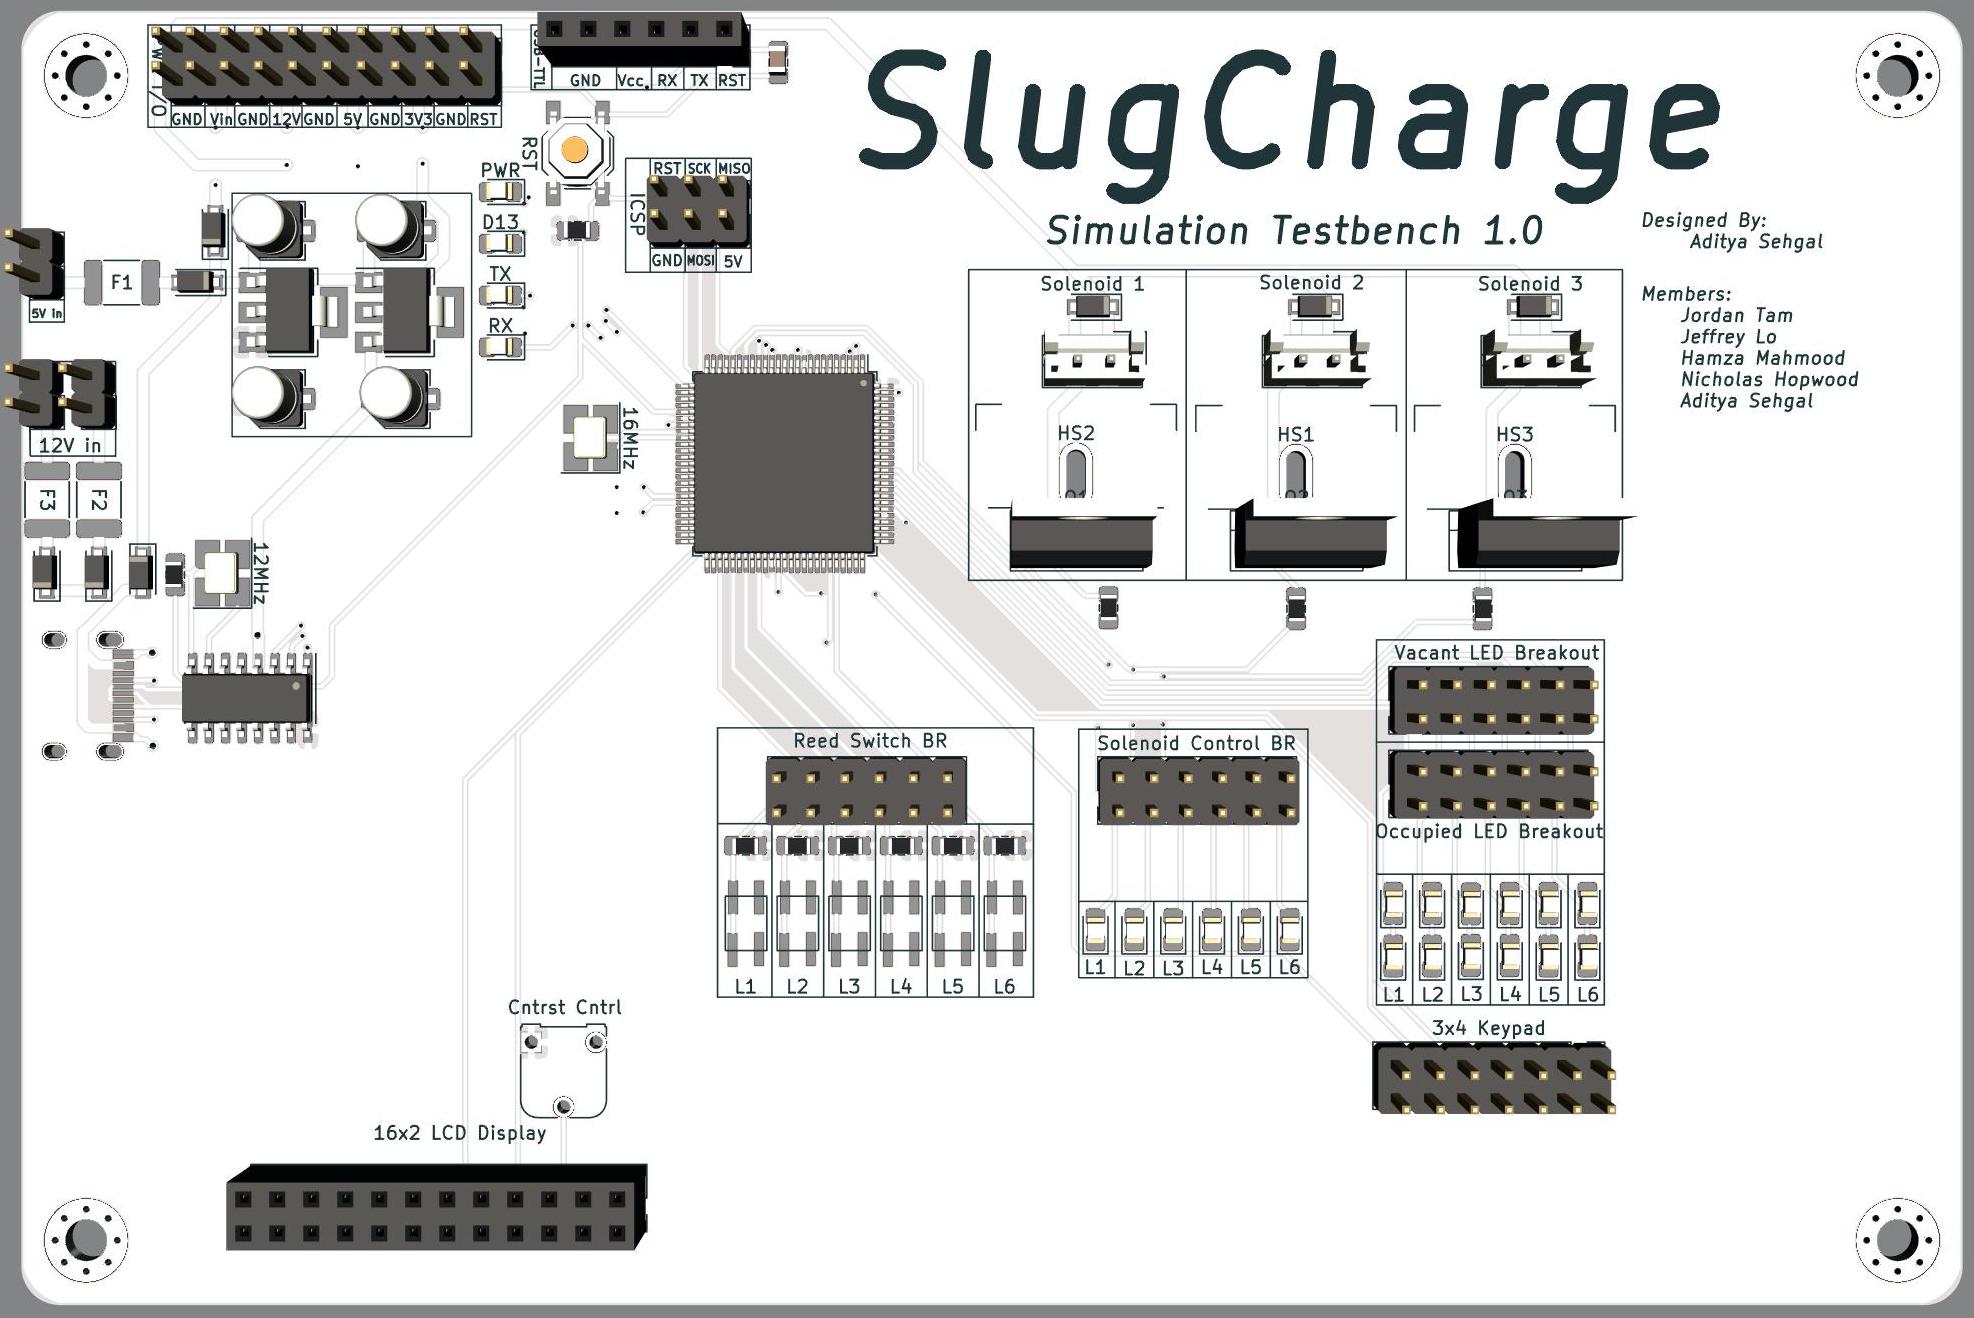 SlugCharge
Simulation Testbench 1.0
Designed By:
Aditya Sehgal
Members:
Jordan Tam
Jeffrey Lo
Hamza Mahmood
Nicholas Hopwood
Aditya Sehgal
GND Vin GND 12V GND 5V GND 3V3 GND RST
GND Vcc RX TX RST
RST
PWR
D13
TX
RX
RST SCK MISO
ICSP
GND MOSI 5V
5V in
F1
12V in
F3 F2
16MHz
12MHz
Solenoid 1 Solenoid 2 Solenoid 3
HS2 HS1 HS3
Vacant LED Breakout
Reed Switch BR
Solenoid Control BR
Occupied LED Breakout
L1 L2 L3 L4 L5 L6
L1 L2 L3 L4 L5 L6
L1 L2 L3 L4 L5 L6
Cntrst Cntrl
3x4 Keypad
16x2 LCD Display